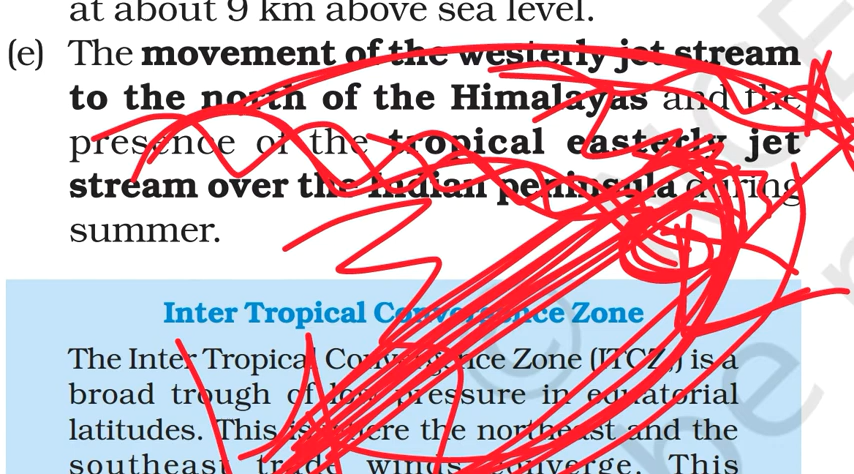 at about 9 km above sea level.
(e) The movement of the westerly jet stream
to the north of the Himalayas and the
presence of the tropical easterly jet
stream over the Indian peninsula during
summer.
Inter Tropical Convergence Zone
The Inter Tropical Convergence Zone (ITCZ,) is a
broad trough of low pressure in equatorial
latitudes. This is where the northeast and the
southeast trade winds converge. This